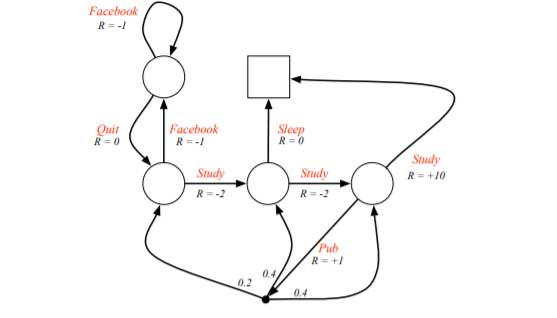 Facebook
R = -1
Quit
R = 0
Facebook
R = -1
Sleep
R = 0
Study
R = +10
Study
R = -2
Study
R = -2
Pub
R = +1
0.2
0.4
0.4